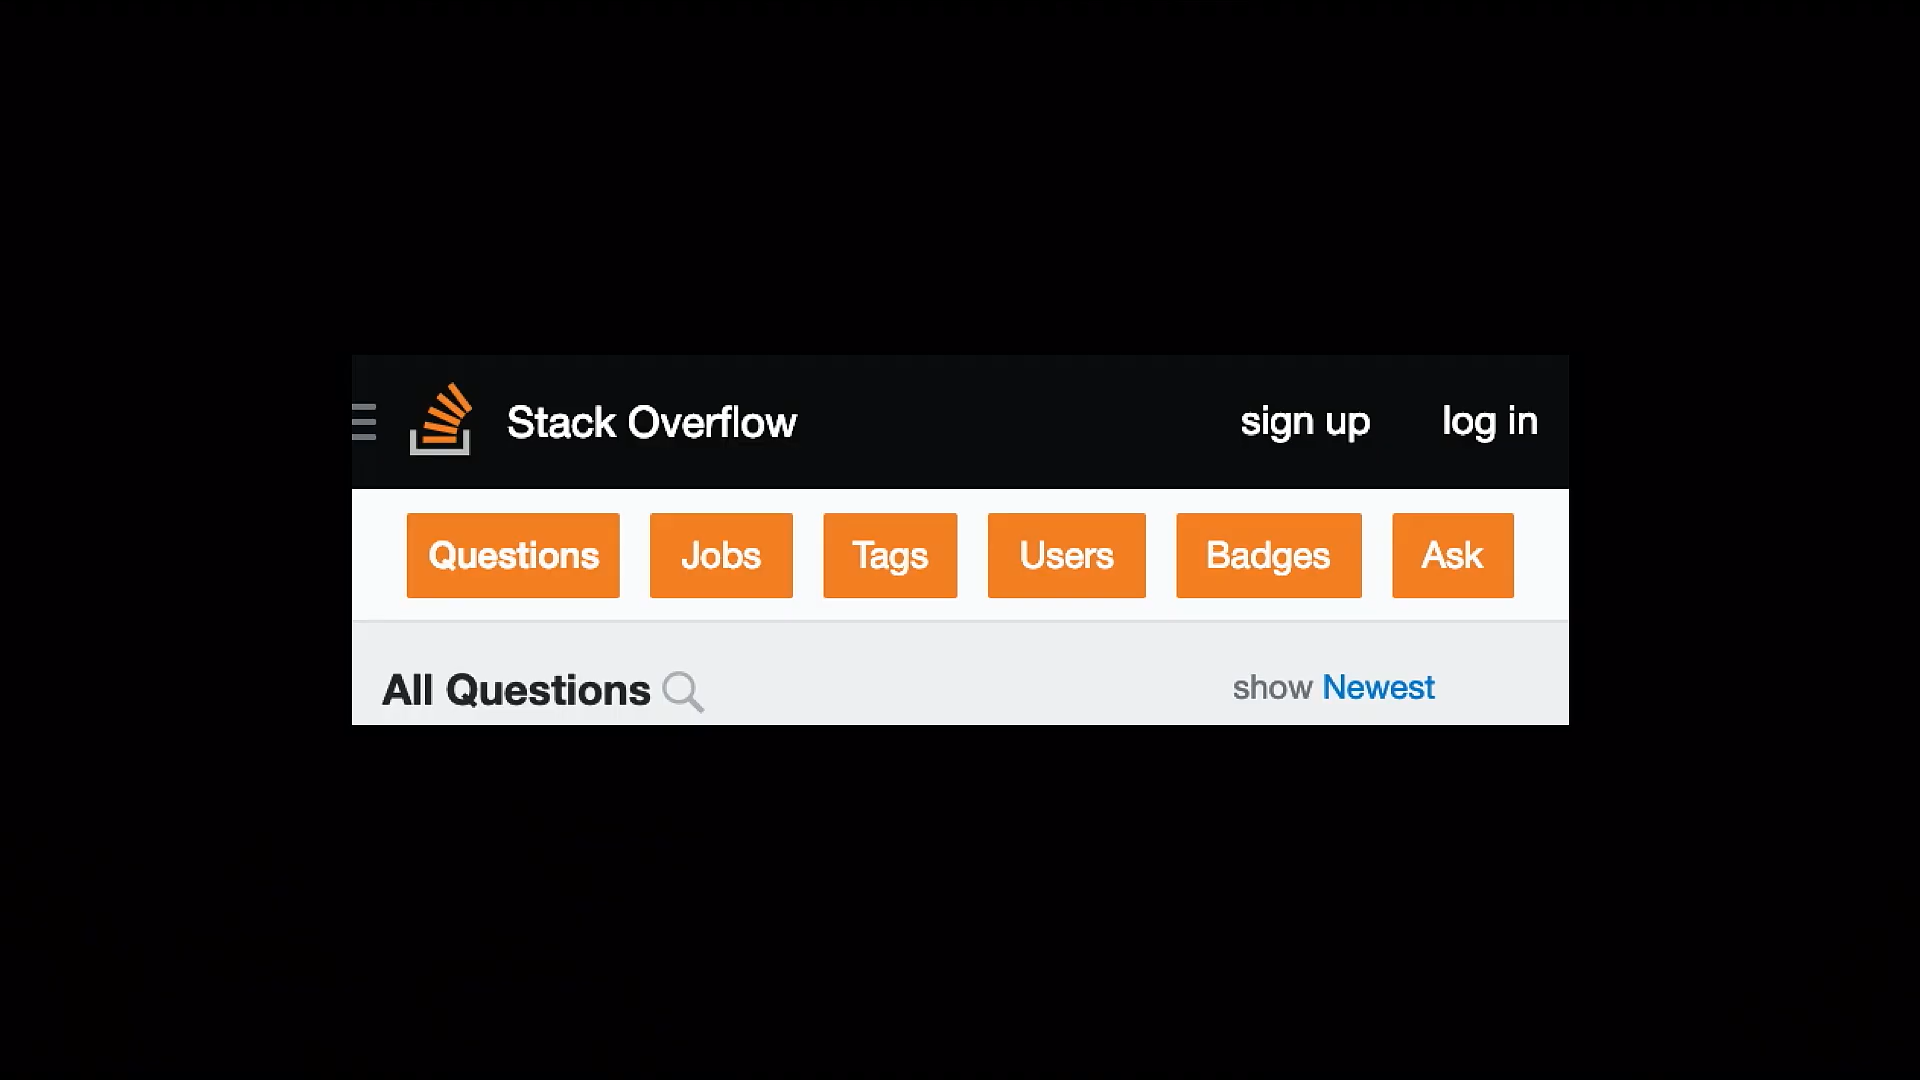 Stack Overflow sign up log in
Questions Jobs Tags Users Badges Ask
All Questions show Newest